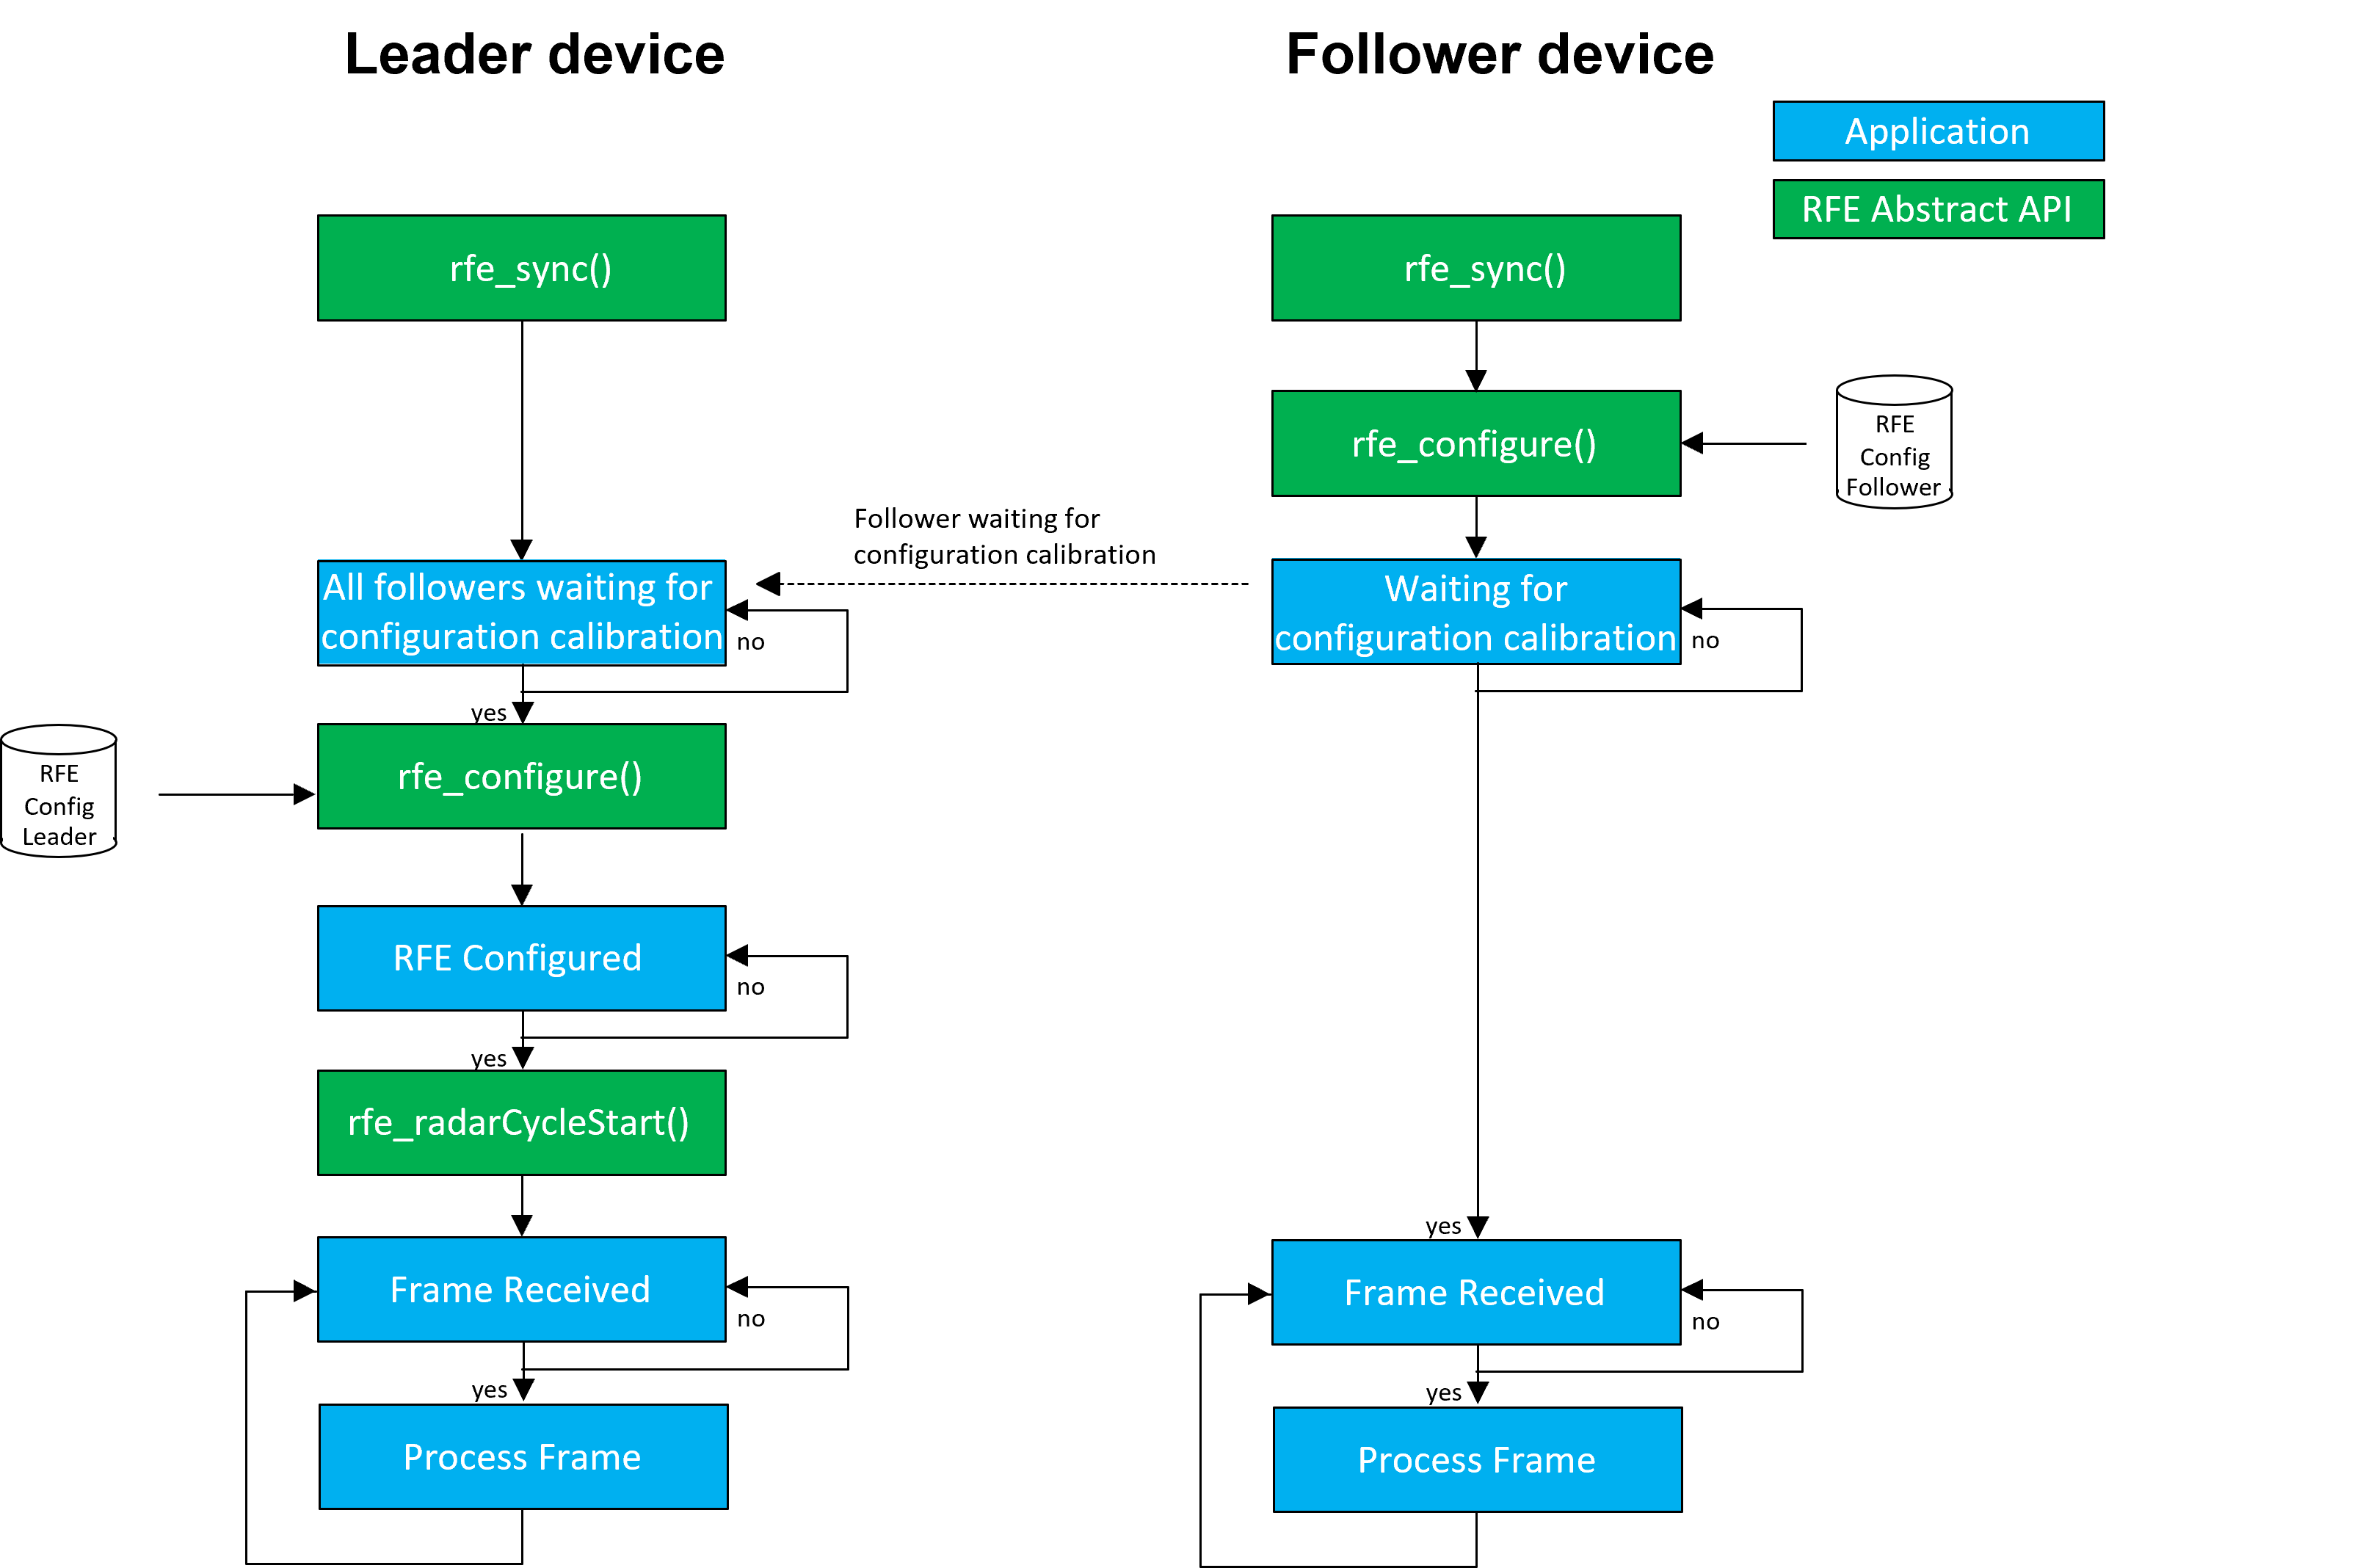 Leader device
Follower device
Application
RFE Abstract API
rfe_sync()
rfe_sync()
rfe_configure()
RFE
Config
Follower
Follower waiting for
configuration calibration
All followers waiting for
configuration calibration
no
yes
Waiting for
configuration calibration
no
RFE
Config
Leader
rfe_configure()
RFE Configured
no
yes
rfe_radarCycleStart()
yes
Frame Received
no
yes
Frame Received
no
yes
Process Frame
Process Frame